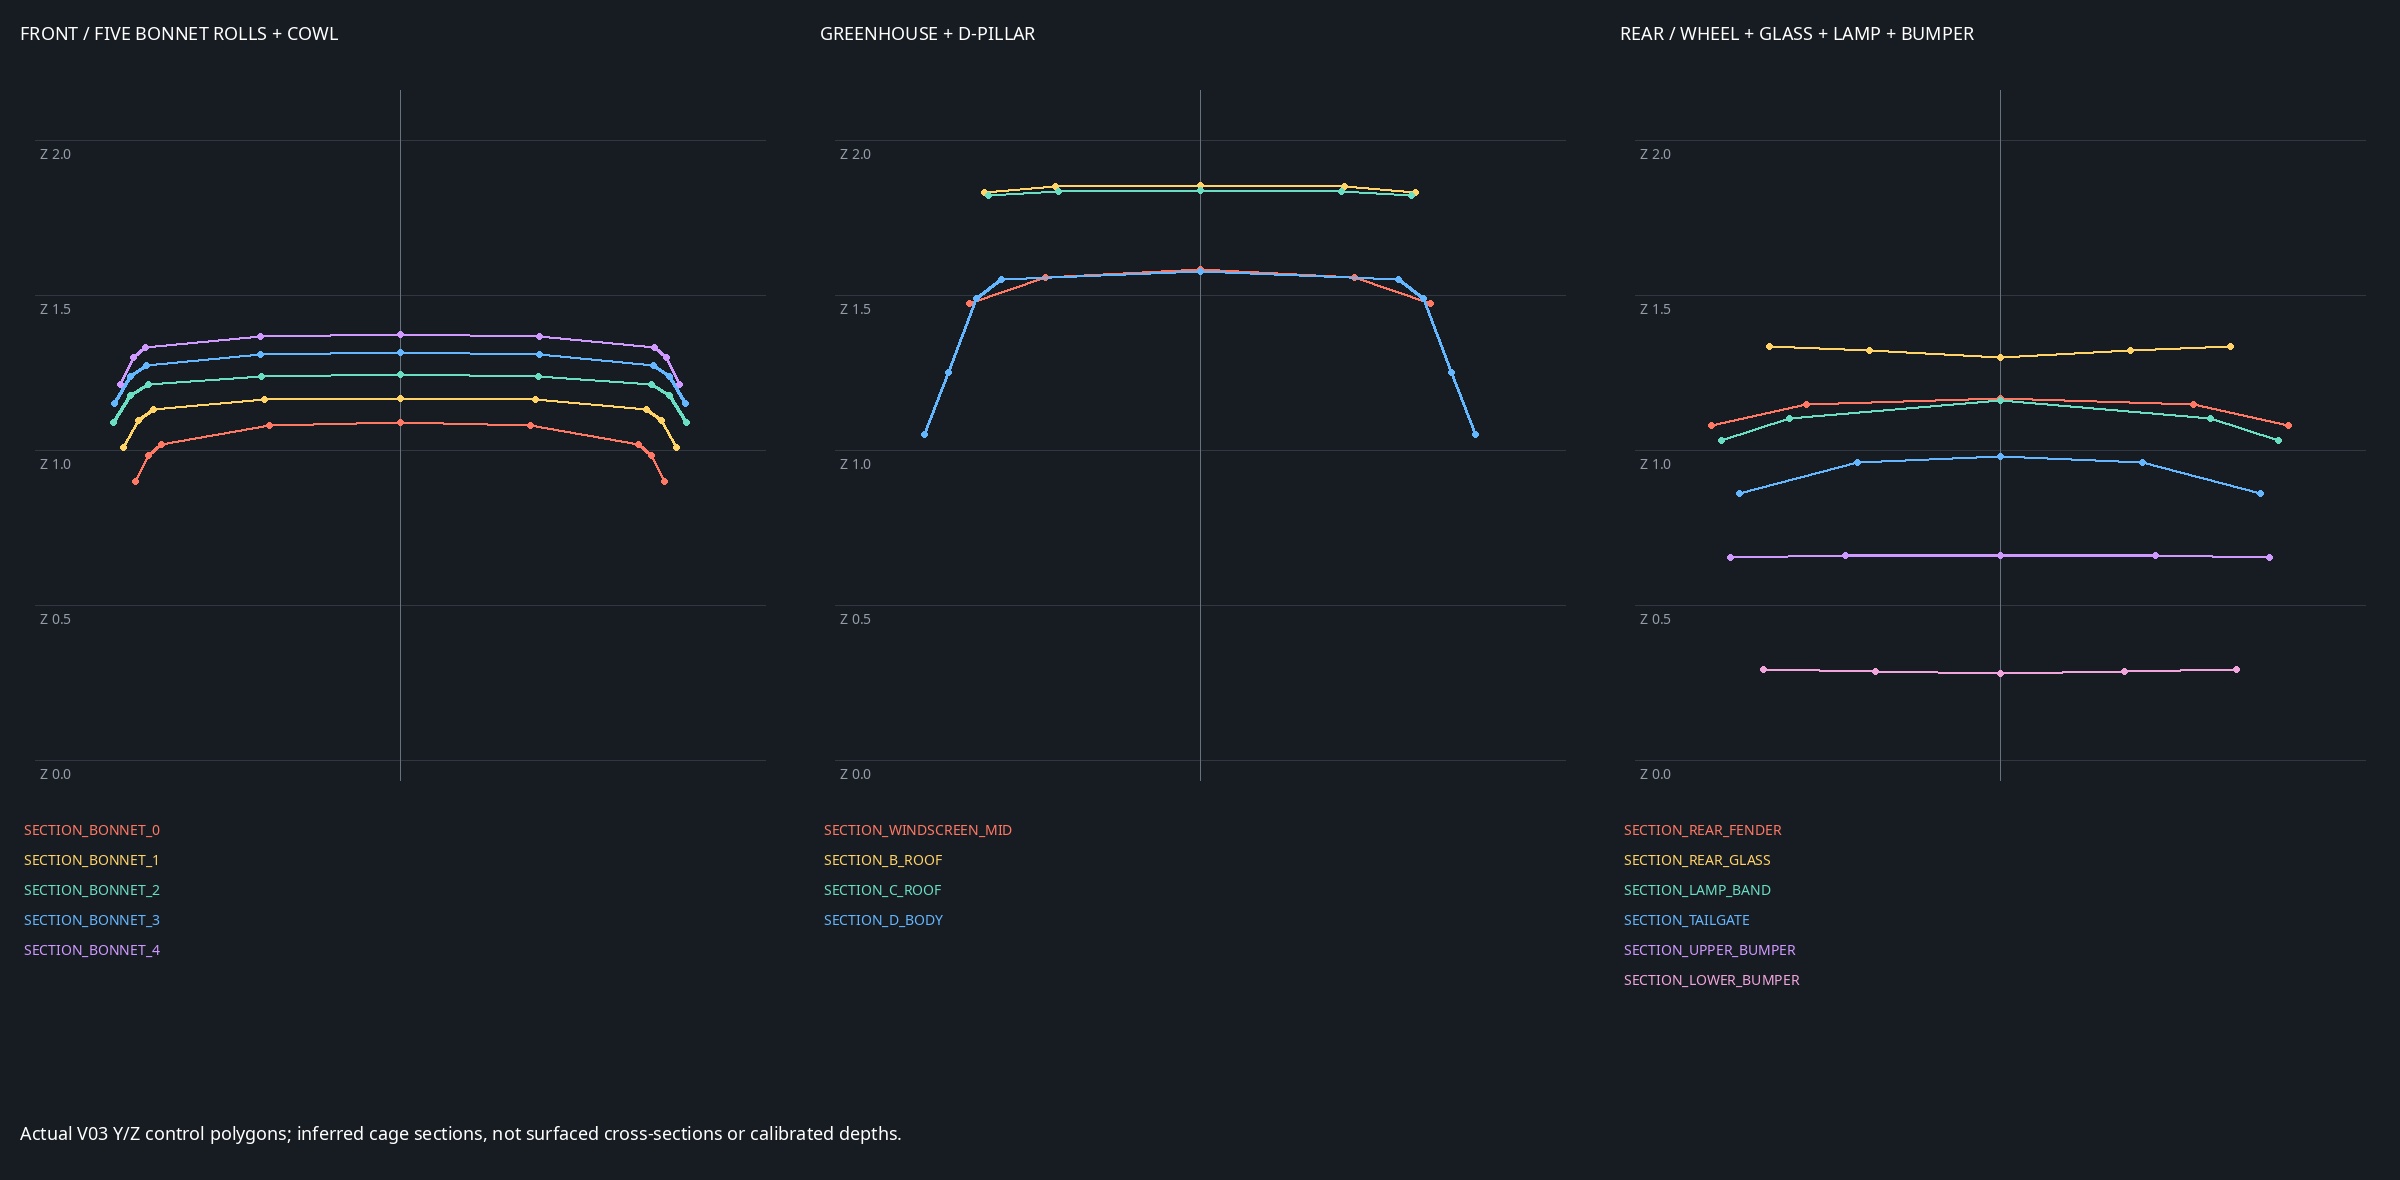 FRONT / FIVE BONNET ROLLS + COWL
Z 2.0
Z 1.5
Z 1.0
Z 0.5
Z 0.0
SECTION_BONNET_0
SECTION_BONNET_1
SECTION_BONNET_2
SECTION_BONNET_3
SECTION_BONNET_4
GREENHOUSE + D-PILLAR
Z 2.0
Z 1.5
Z 1.0
Z 0.5
Z 0.0
SECTION_WINDSCREEN_MID
SECTION_B_ROOF
SECTION_C_ROOF
SECTION_D_BODY
REAR / WHEEL + GLASS + LAMP + BUMPER
Z 2.0
Z 1.5
Z 1.0
Z 0.5
Z 0.0
SECTION_REAR_FENDER
SECTION_REAR_GLASS
SECTION_LAMP_BAND
SECTION_TAILGATE
SECTION_UPPER_BUMPER
SECTION_LOWER_BUMPER
Actual V03 Y/Z control polygons; inferred cage sections, not surfaced cross-sections or calibrated depths.